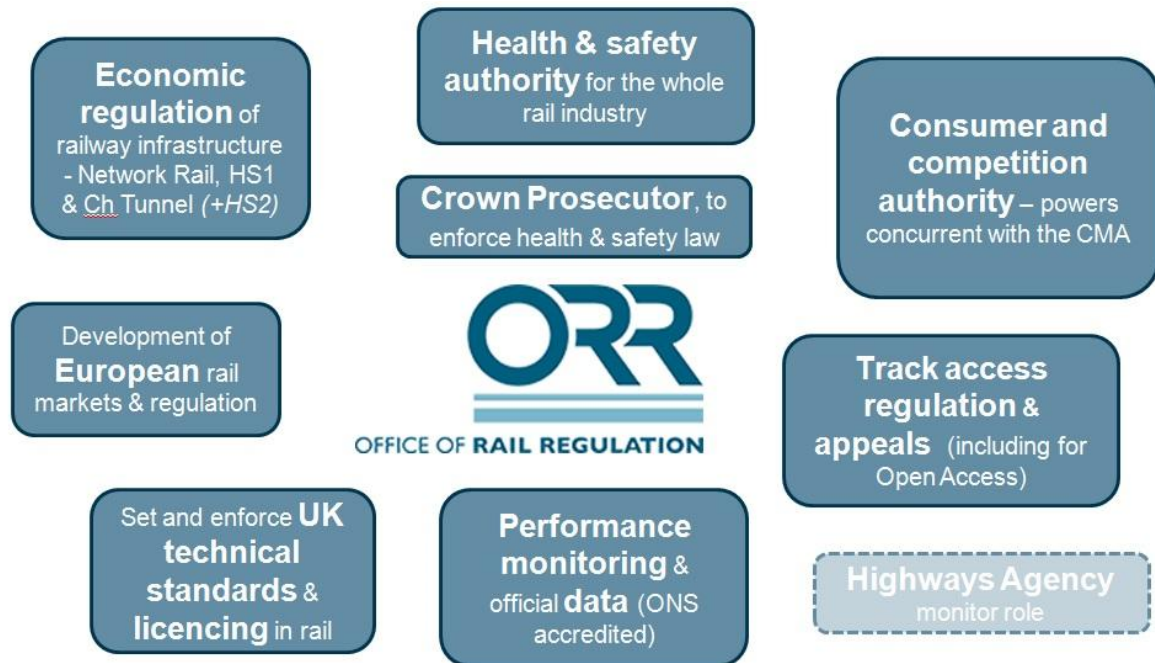 Economic
regulation of
railway infrastructure
- Network Rail, HS1
& Ch Tunnel (+HS2)
Health & safety
authority for the whole
rail industry
Consumer and
competition
authority – powers
concurrent with the CMA
Crown Prosecutor, to
enforce health & safety law
Development of
European rail
markets & regulation
ORR
OFFICE OF RAIL REGULATION
Track access
regulation &
appeals (including for
Open Access)
Set and enforce UK
technical
standards &
licencing in rail
Performance
monitoring &
official data (ONS
accredited)
Highways Agency
monitor role